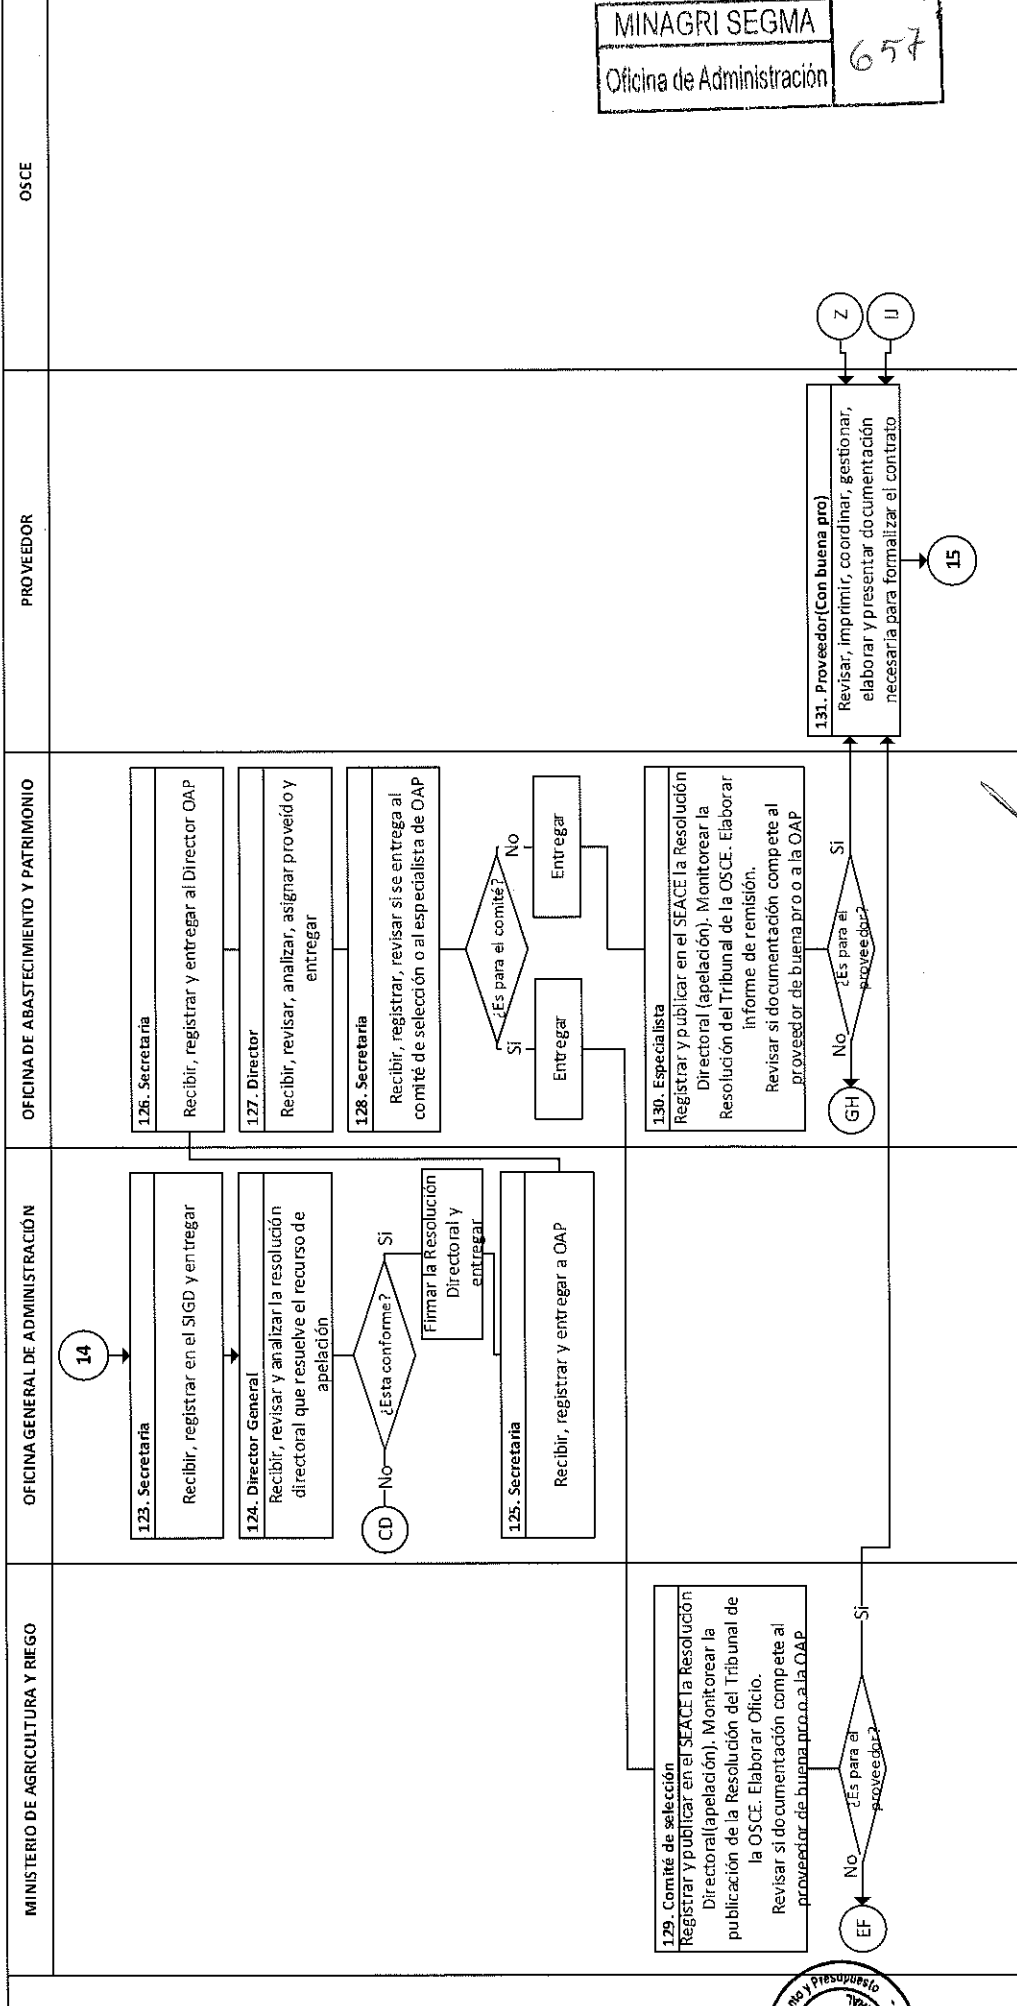 MINAGRI SEGMA
Oficina de Administración
657
MINISTERIO DE AGRICULTURA Y RIEGO
OFICINA GENERAL DE ADMINISTRACIÓN
OFICINA DE ABASTECIMIENTO Y PATRIMONIO
PROVEEDOR
OSCE
14
123. Secretaria
Recibir, registrar en el SIGD y entregar
124. Director General
Recibir, revisar y analizar la resolución
directoral que resuelve el recurso de
apelación
¿Esta conforme?
No
CD
Si
Firmar la Resolución
Directoral y
entregar
125. Secretaria
Recibir, registrar y entregar a OAP
126. Secretaria
Recibir, registrar y entregar al Director OAP
127. Director
Recibir, revisar, analizar, asignar proveído y
entregar
128. Secretaria
Recibir, registrar, revisar si se entrega al
comité de selección o al especialista de OAP
¿Es para el comité?
Si
No
Entregar
Entregar
129. Comité de selección
Registrar y publicar en el SEACE la Resolución
Directoral(apelación). Monitorear la
publicación de la Resolución del Tribunal de
la OSCE. Elaborar Oficio.
Revisar si documentación compete al
proveedor de buena pro o a la OAP
¿Es para el
proveedor?
No
EF
Si
130. Especialista
Registrar y publicar en el SEACE la Resolución
Directoral (apelación). Monitorear la
Resolución del Tribunal de la OSCE. Elaborar
informe de remisión.
Revisar si documentación compete al
proveedor de buena pro o a la OAP
¿Es para el
proveedor?
No
GH
Si
131. Proveedor(Con buena pro)
Revisar, imprimir, coordinar, gestionar,
elaborar y presentar documentación
necesaria para formalizar el contrato
Z
IJ
15
y Presupuesto